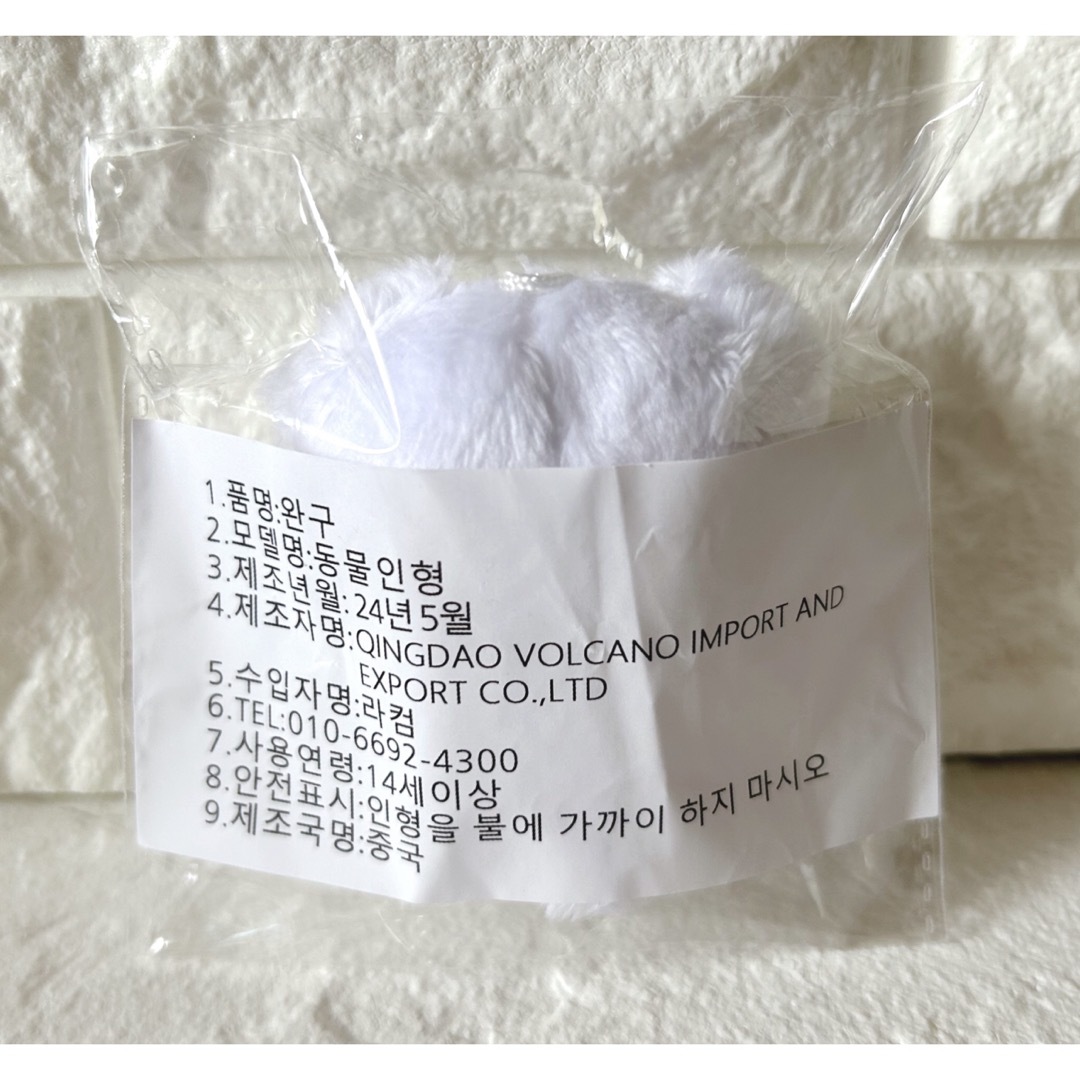 1.품명:완구
2.모델명:동물인형
3.제조년월:24년5월
4.제조자명:QINGDAO VOLCANO IMPORT AND
EXPORT CO.,LTD
5.수입자명:라컴
6.TEL:010-6692-4300
7.사용연령:14세이상
8.안전표시:인형을 불에 가까이 하지 마시오
9.제조국명:중국